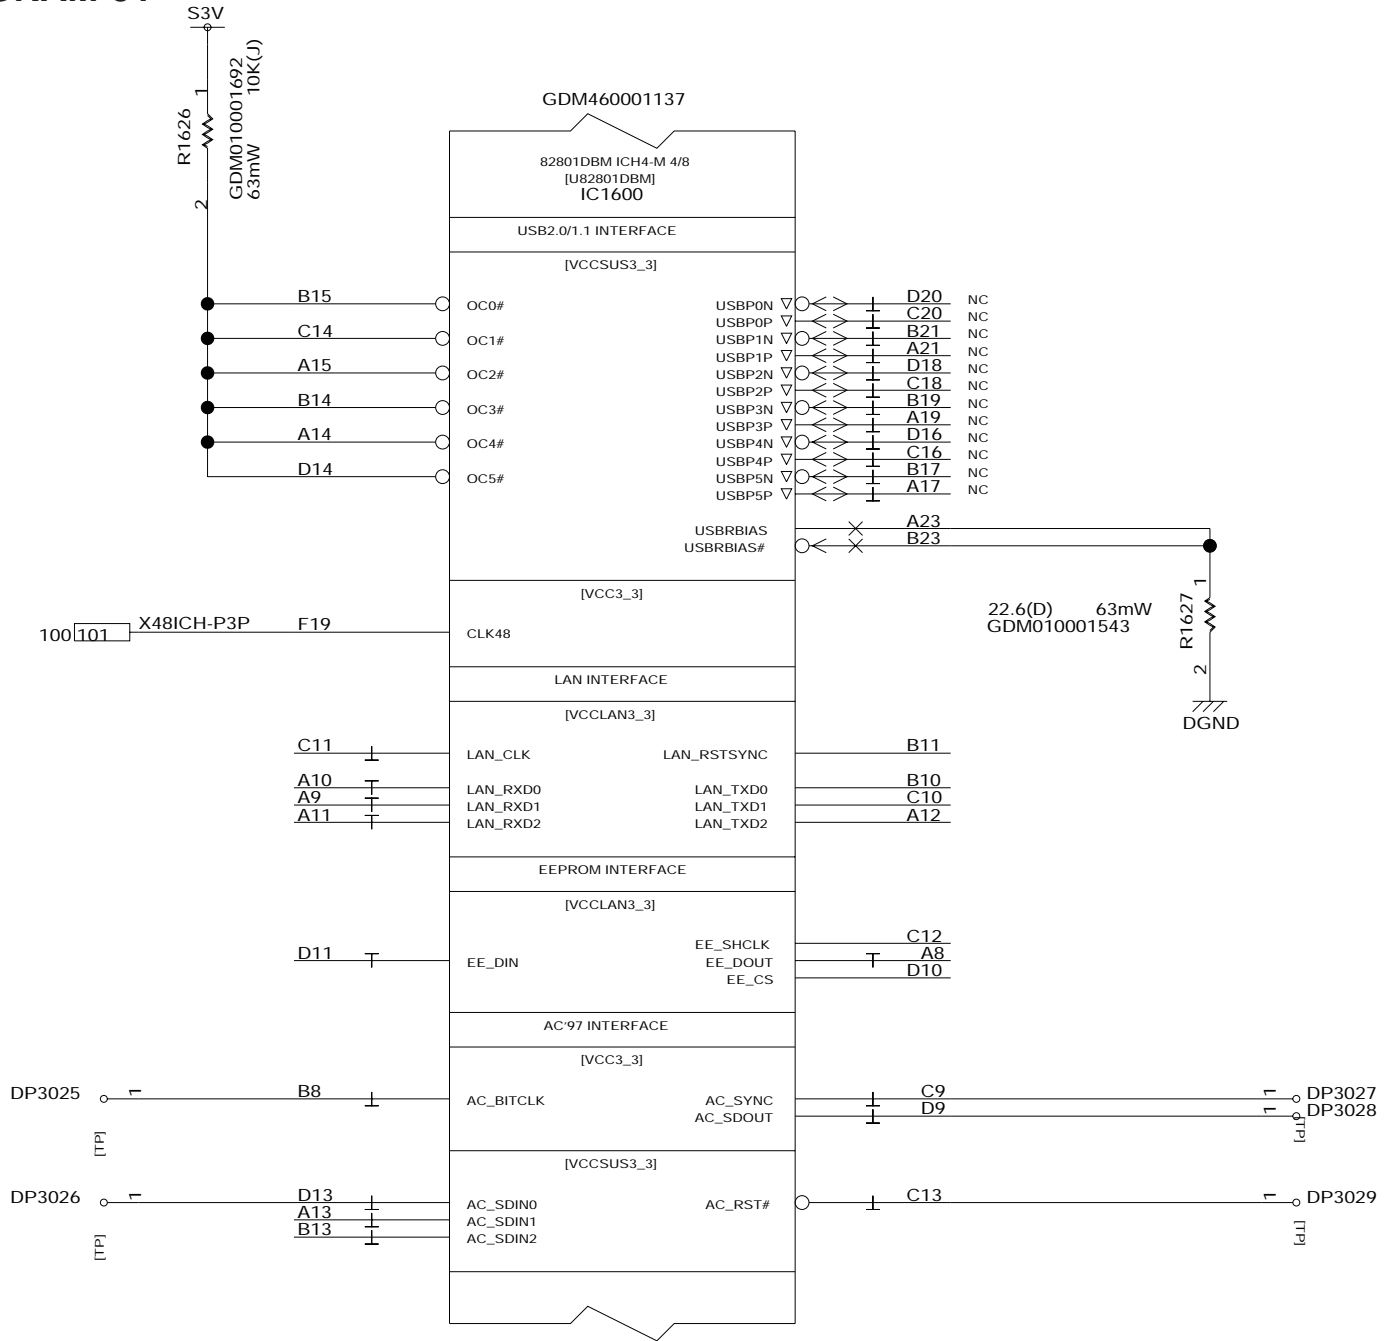 S3V
R1626
1
2
GDM010001692
10K(J)
63mW
GDM460001137
82801DBM ICH4-M 4/8
[U82801DBM]
IC1600
USB2.0/1.1 INTERFACE
[VCCSUS3_3]
B15 OC0#
C14 OC1#
A15 OC2#
B14 OC3#
A14 OC4#
D14 OC5#
USBP0N D20 NC
USBP0P C20 NC
USBP1N B21 NC
USBP1P A21 NC
USBP2N D18 NC
USBP2P C18 NC
USBP3N B19 NC
USBP3P A19 NC
USBP4N D16 NC
USBP4P C16 NC
USBP5N B17 NC
USBP5P A17 NC
USBRBIAS A23
USBRBIAS# B23
[VCC3_3]
100 101 X48ICH-P3P F19 CLK48
22.6(D) 63mW
GDM010001543
R1627
1
2
DGND
LAN INTERFACE
[VCCLAN3_3]
C11 LAN_CLK LAN_RSTSYNC B11
A10 LAN_RXD0 LAN_TXD0 B10
A9 LAN_RXD1 LAN_TXD1 C10
A11 LAN_RXD2 LAN_TXD2 A12
EEPROM INTERFACE
[VCCLAN3_3]
EE_SHCLK C12
D11 EE_DIN EE_DOUT A8
EE_CS D10
AC'97 INTERFACE
[VCC3_3]
DP3025 1 B8 AC_BITCLK AC_SYNC C9 1 DP3027
AC_SDOUT D9 1 DP3028
[TP]
[TP]
[VCCSUS3_3]
DP3026 1 D13 AC_SDIN0 AC_RST# C13 1 DP3029
A13 AC_SDIN1
B13 AC_SDIN2
[TP]
[TP]